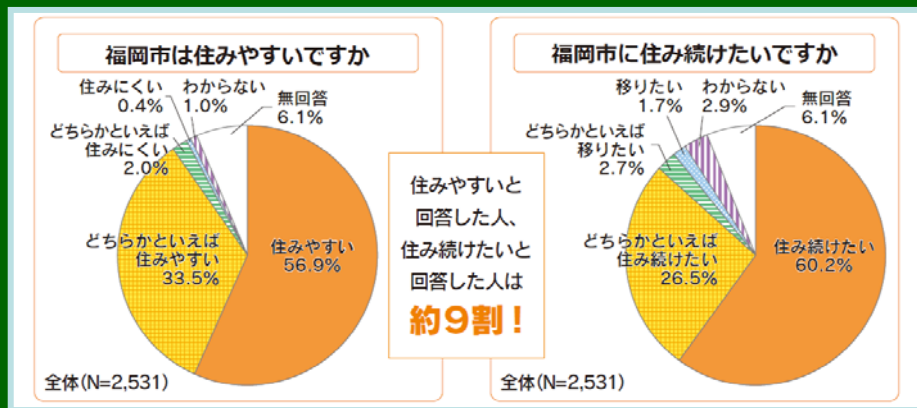 福岡市は住みやすいですか
住みにくい
0.4%
わからない
1.0%
無回答
6.1%
どちらかといえば
住みにくい
2.0%
どちらかといえば
住みやすい
33.5%
住みやすい
56.9%
全体(N=2,531)
住みやすいと
回答した人、
住み続けたいと
回答した人は
約9割!
福岡市に住み続けたいですか
移りたい
1.7%
わからない
2.9%
無回答
6.1%
どちらかといえば
移りたい
2.7%
どちらかといえば
住み続けたい
26.5%
住み続けたい
60.2%
全体(N=2,531)